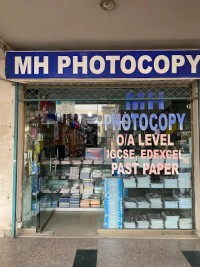 MH PHOTOCOPY
MH
PHOTOCOPY
O/A LEVEL
IGCSE, EDEXCEL
PAST PAPER